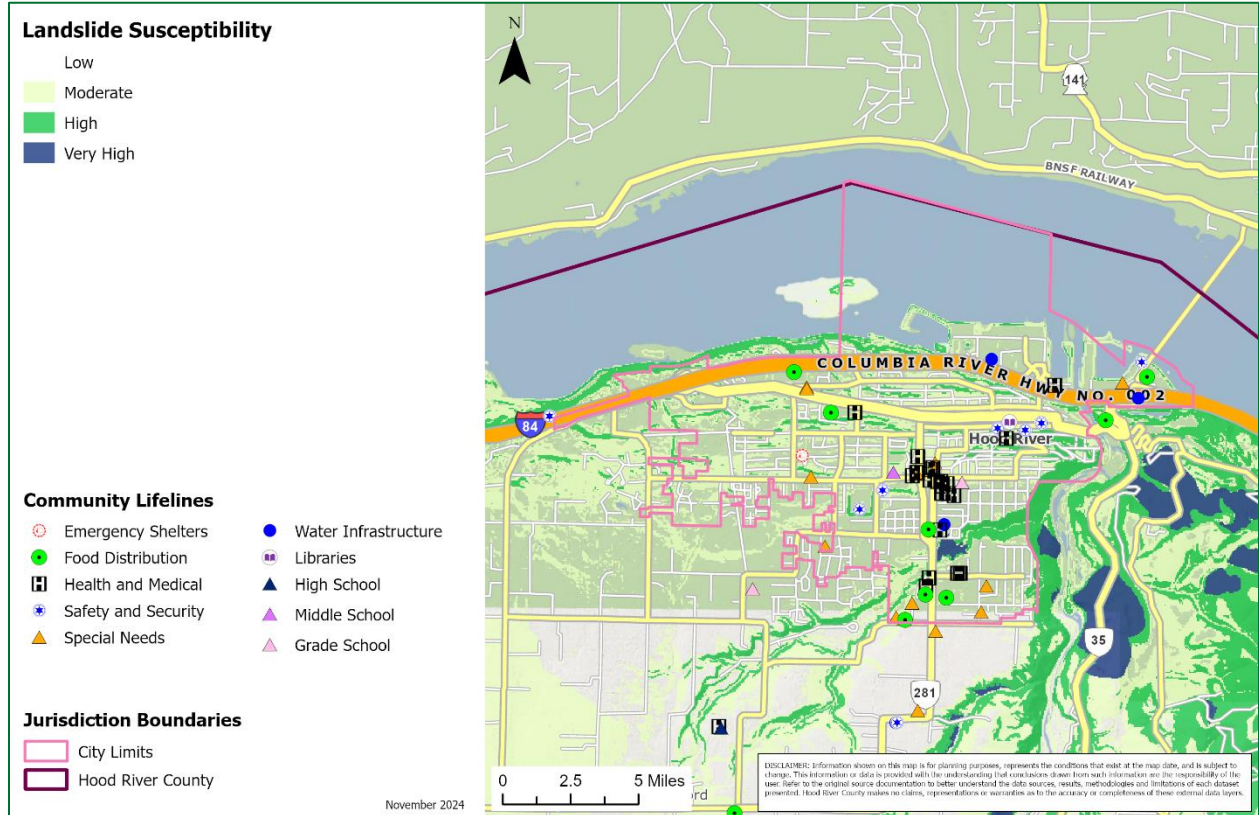 Landslide Susceptibility
Low
Moderate
High
Very High
Community Lifelines
Emergency Shelters
Food Distribution
Health and Medical
Safety and Security
Special Needs
Water Infrastructure
Libraries
High School
Middle School
Grade School
Jurisdiction Boundaries
City Limits
Hood River County
November 2024
N
141
BNSF RAILWAY
COLUMBIA RIVER HWY NO. 002
84
Hood River
35
281
0 2.5 5 Miles
DISCLAIMER: Information shown on this map is for planning purposes, represents the conditions that exist at the map date, and is subject to
change. This information or data is provided with the understanding that conclusions drawn from such information are the responsibility of the
user. Refer to the original source documentation to better understand the data sources, results, methodologies and limitations of each dataset
presented. Hood River County makes no claims, representations or warranties as to the accuracy or completeness of these external data layers.